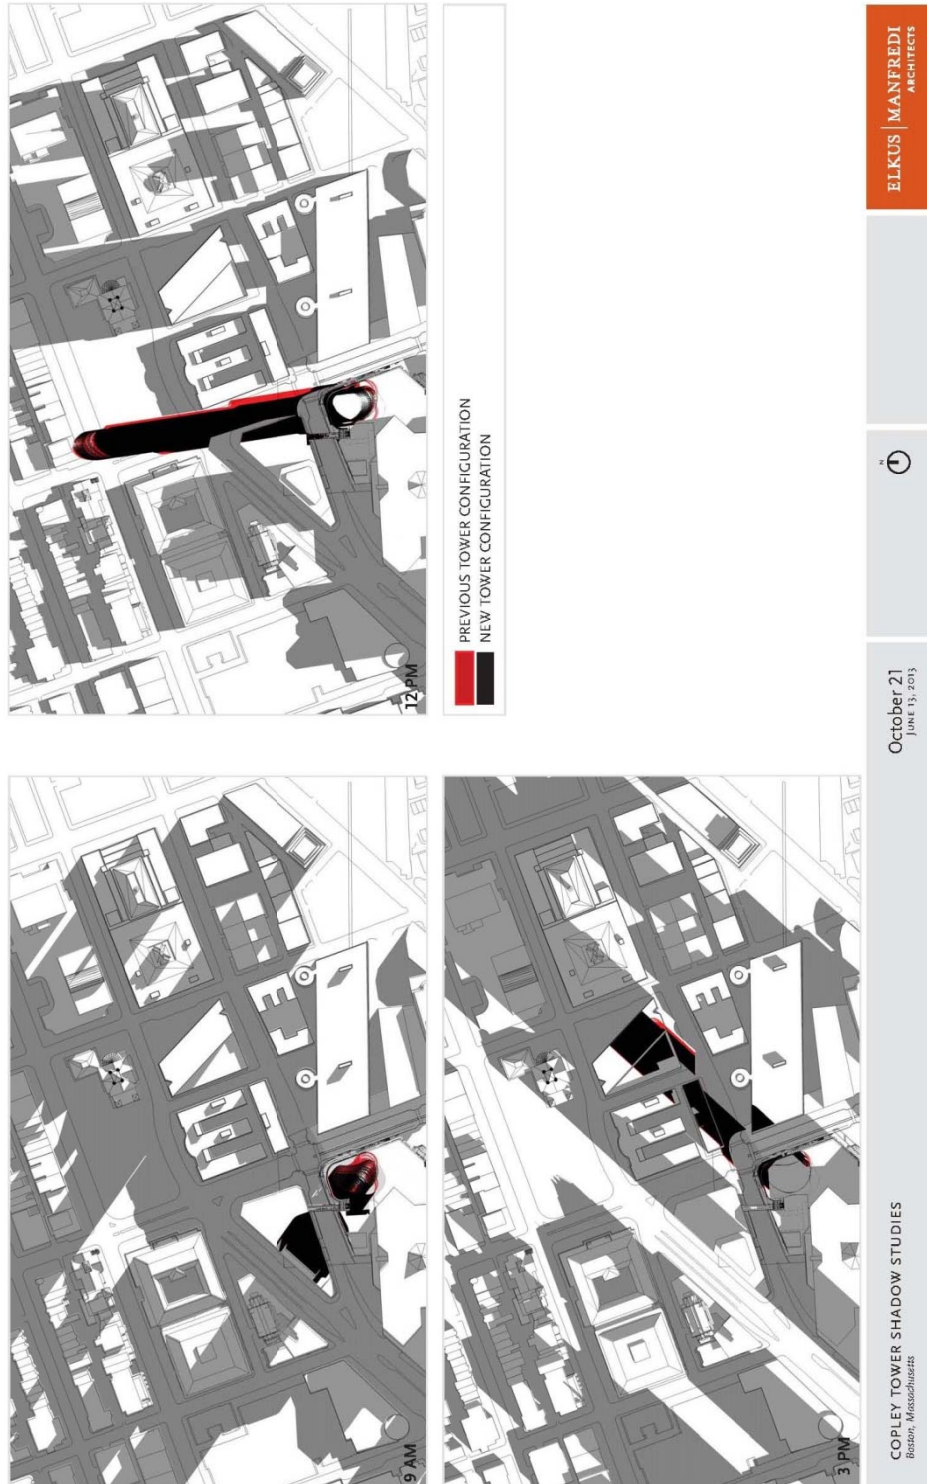 9 AM
12 PM
3 PM
PREVIOUS TOWER CONFIGURATION
NEW TOWER CONFIGURATION
COPLEY TOWER SHADOW STUDIES
Boston, Massachusetts
October 21
JUNE 13, 2013
N
ELKUS | MANFREDI
ARCHITECTS